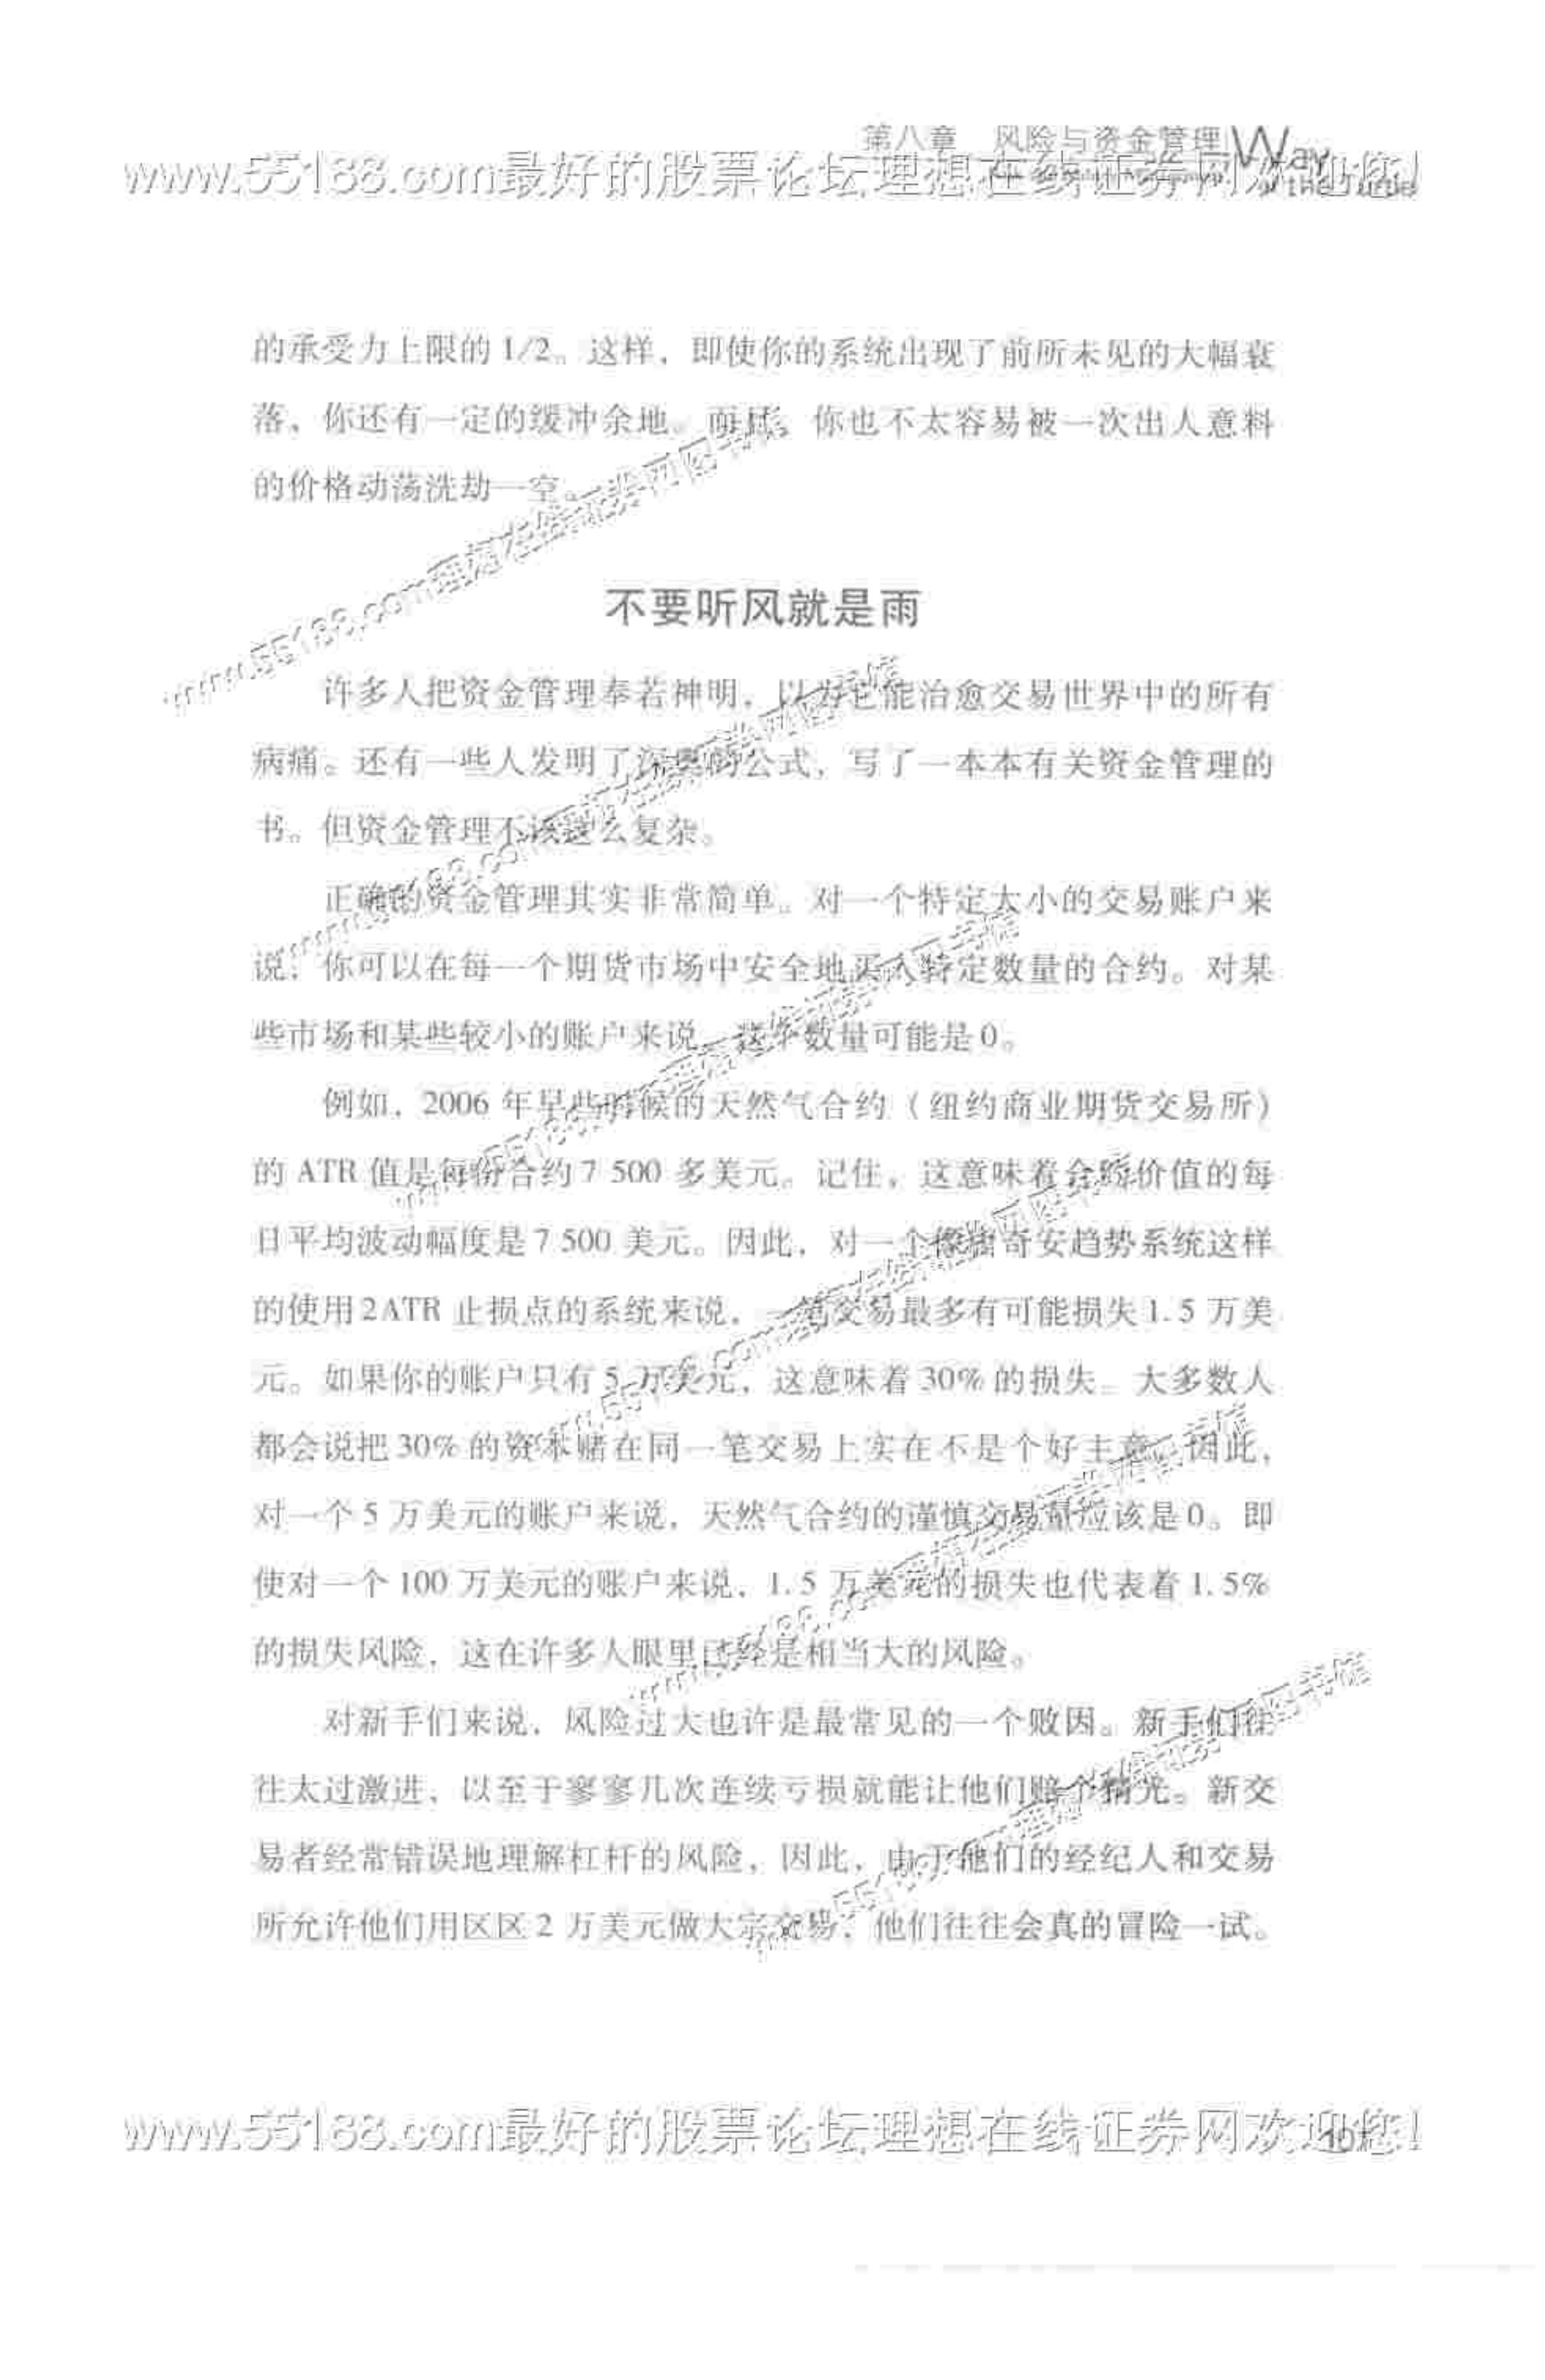 第八章 风险与资金管理 Way
of the Turtle
www.55188.com最好的股票论坛理想在线证券网欢迎您!
的承受力上限的 1/2。这样，即使你的系统出现了前所未见的大幅衰
落，你还有一定的缓冲余地。而且，你也不太容易被一次出人意料
的价格动荡洗劫一空。
不要听风就是雨
许多人把资金管理奉若神明，以为它能治愈交易世界中的所有
病痛。还有一些人发明了深奥的公式，写了一本本有关资金管理的
书。但资金管理不该这么复杂。
正确的资金管理其实非常简单。对一个特定大小的交易账户来
说，你可以在每一个期货市场中安全地买入特定数量的合约。对某
些市场和某些较小的账户来说，这个数量可能是 0。
例如，2006 年早些时候的天然气合约（纽约商业期货交易所）
的 ATR 值是每份合约 7 500 多美元。记住，这意味着合约价值的每
日平均波动幅度是 7 500 美元。因此，对一个像唐奇安趋势系统这样
的使用 2ATR 止损点的系统来说，一笔交易最多有可能损失 1.5 万美
元。如果你的账户只有 5 万美元，这意味着 30% 的损失。大多数人
都会说把 30% 的资本赌在同一笔交易上实在不是个好主意。因此，
对一个 5 万美元的账户来说，天然气合约的谨慎交易量应该是 0。即
使对一个 100 万美元的账户来说，1.5 万美元的损失也代表着 1.5%
的损失风险，这在许多人眼里已经是相当大的风险。
对新手们来说，风险过大也许是最常见的一个败因。新手们往
往太过激进，以至于寥寥几次连续亏损就能让他们赔个精光。新交
易者经常错误地理解杠杆的风险，因此，由于他们的经纪人和交易
所允许他们用区区 2 万美元做大宗交易，他们往往会真的冒险一试。
www.55188.com最好的股票论坛理想在线证券网欢迎您!